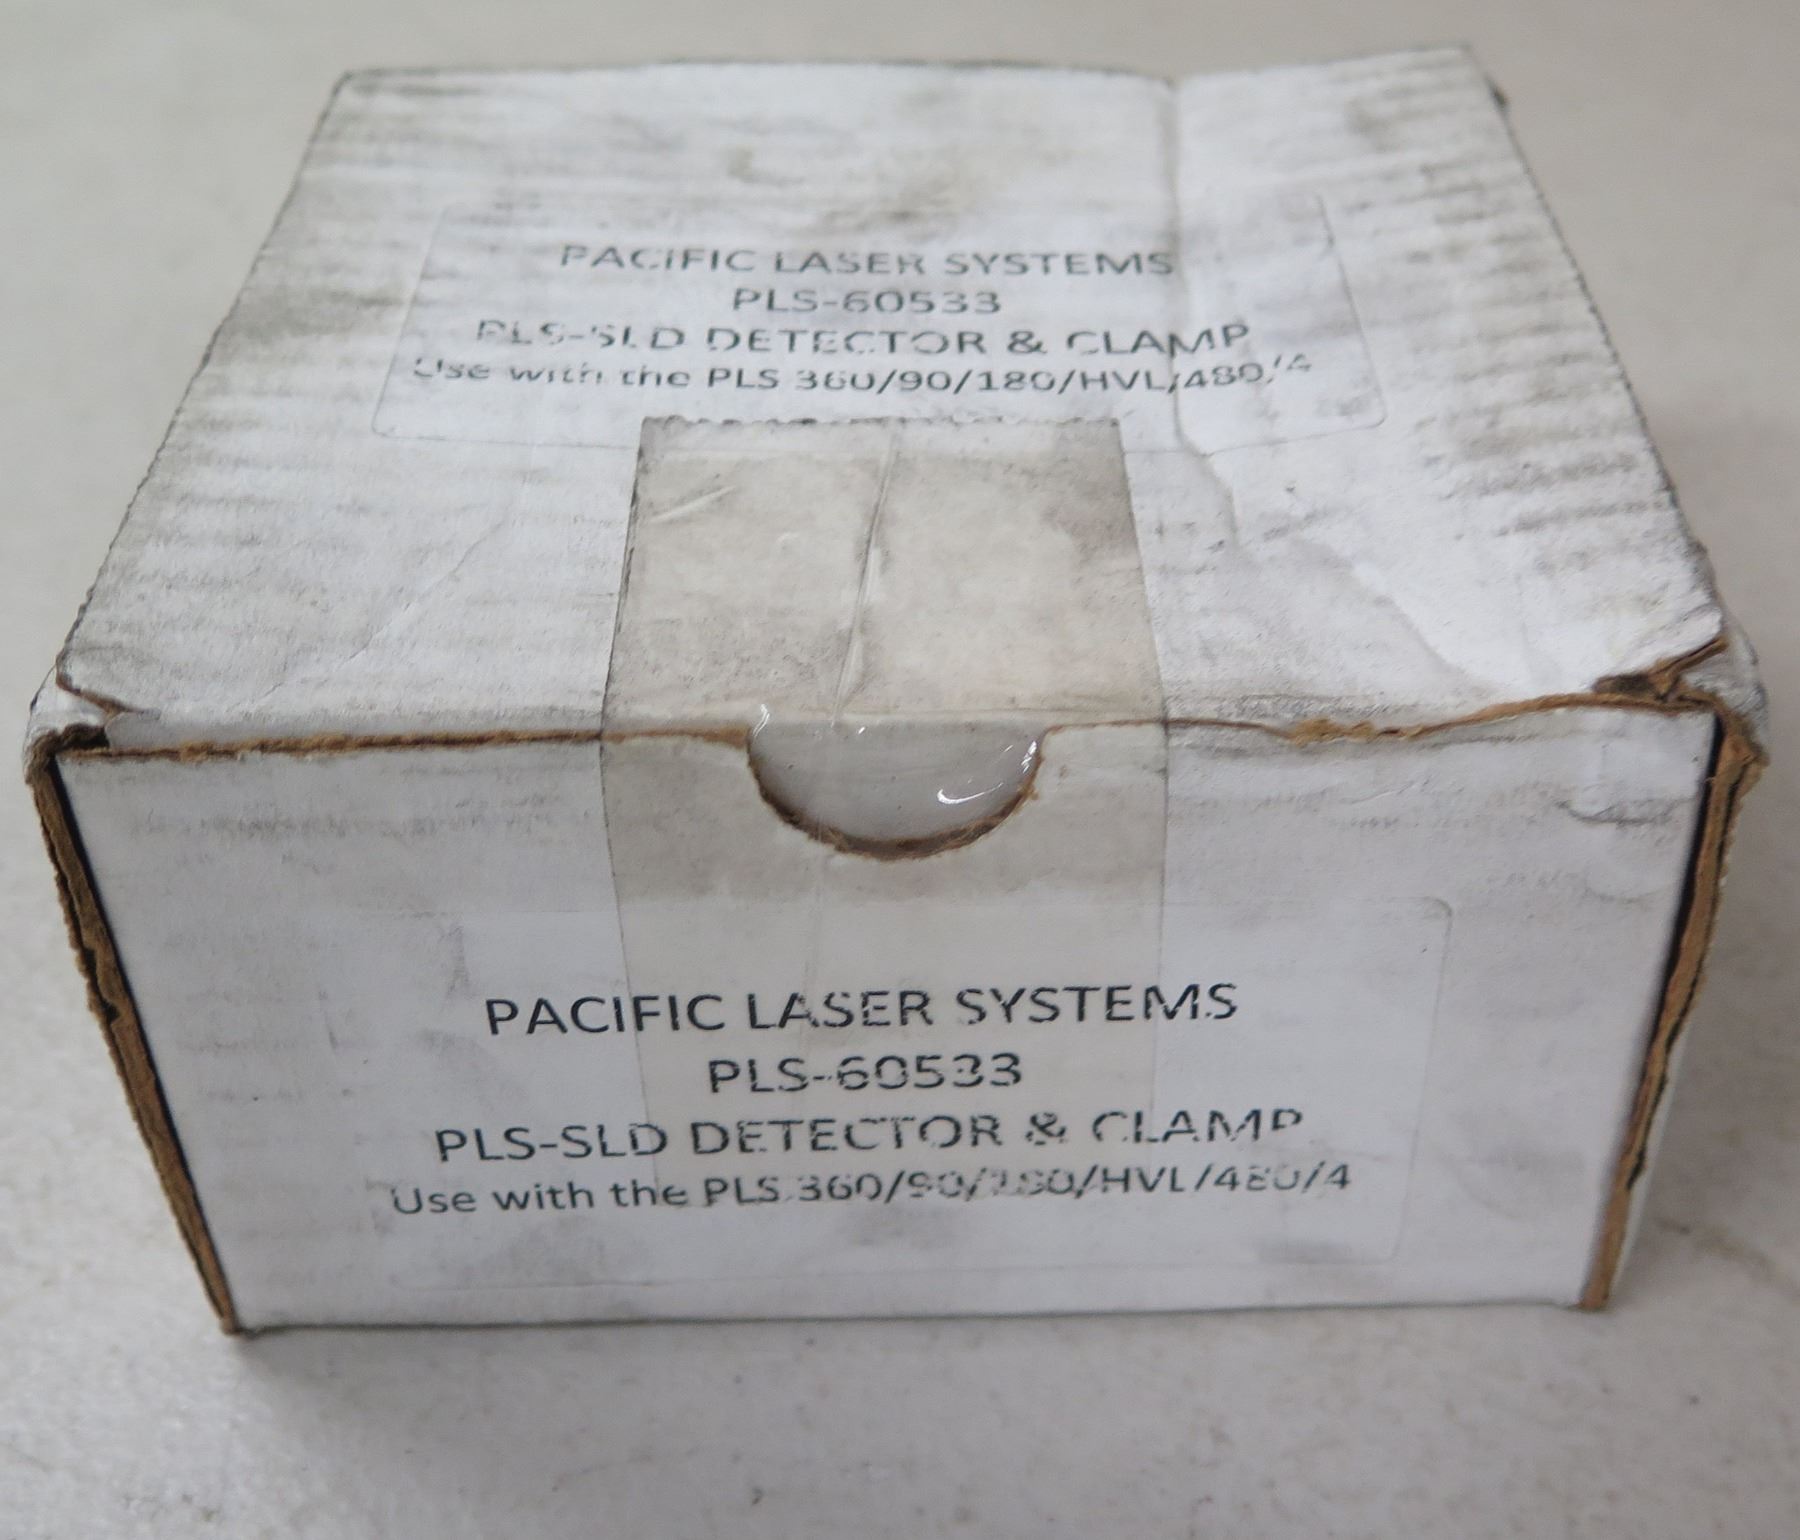 PACIFIC LASER SYSTEMS
PLS-60533
PLS-SLD DETECTOR & CLAMP
Use with the PLS 360/90/180/HVL/480/4
PACIFIC LASER SYSTEMS
PLS-60533
PLS-SLD DETECTOR & CLAMP
Use with the PLS 360/90/180/HVL/480/4